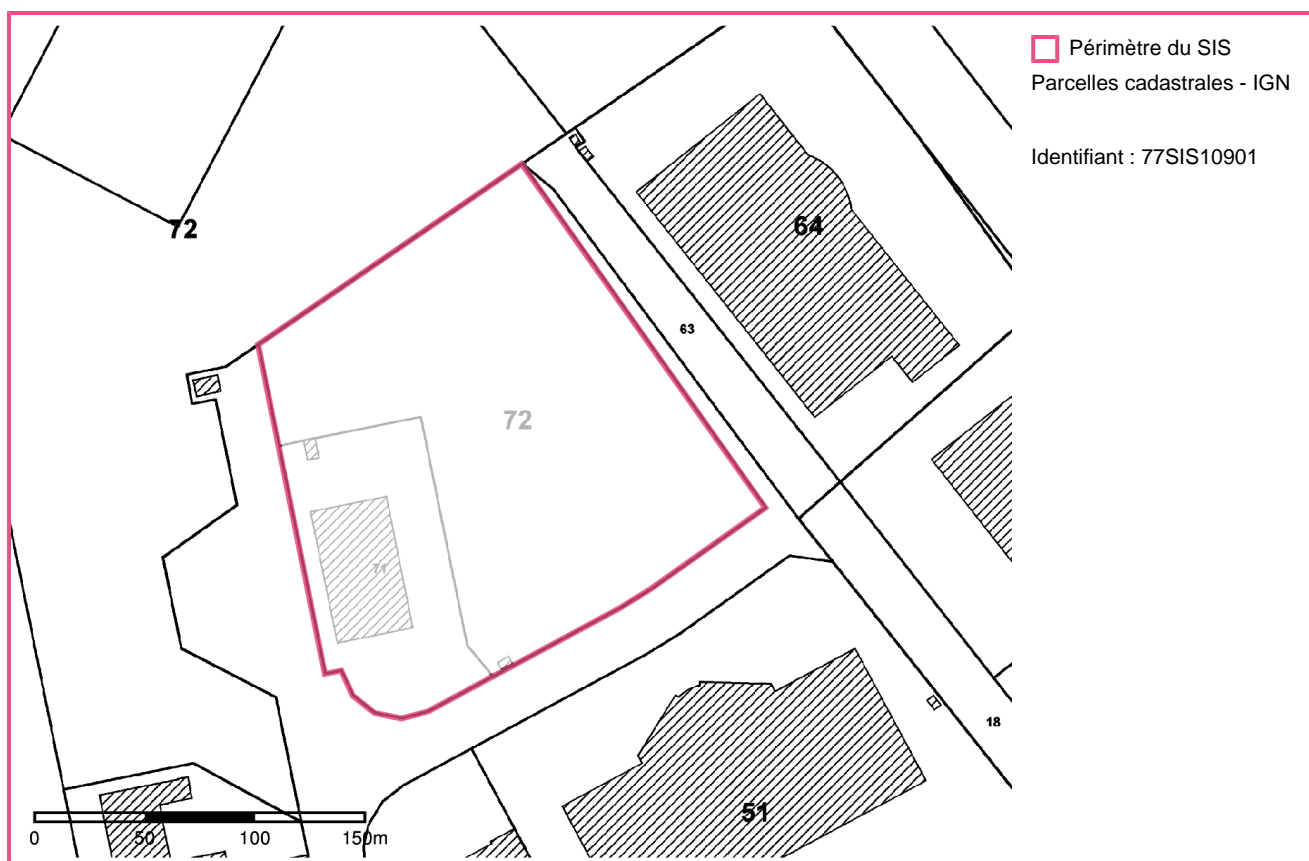 Périmètre du SIS
Parcelles cadastrales - IGN
Identifiant : 77SIS10901
72
64
63
72
71
18
51
0 50 100 150m